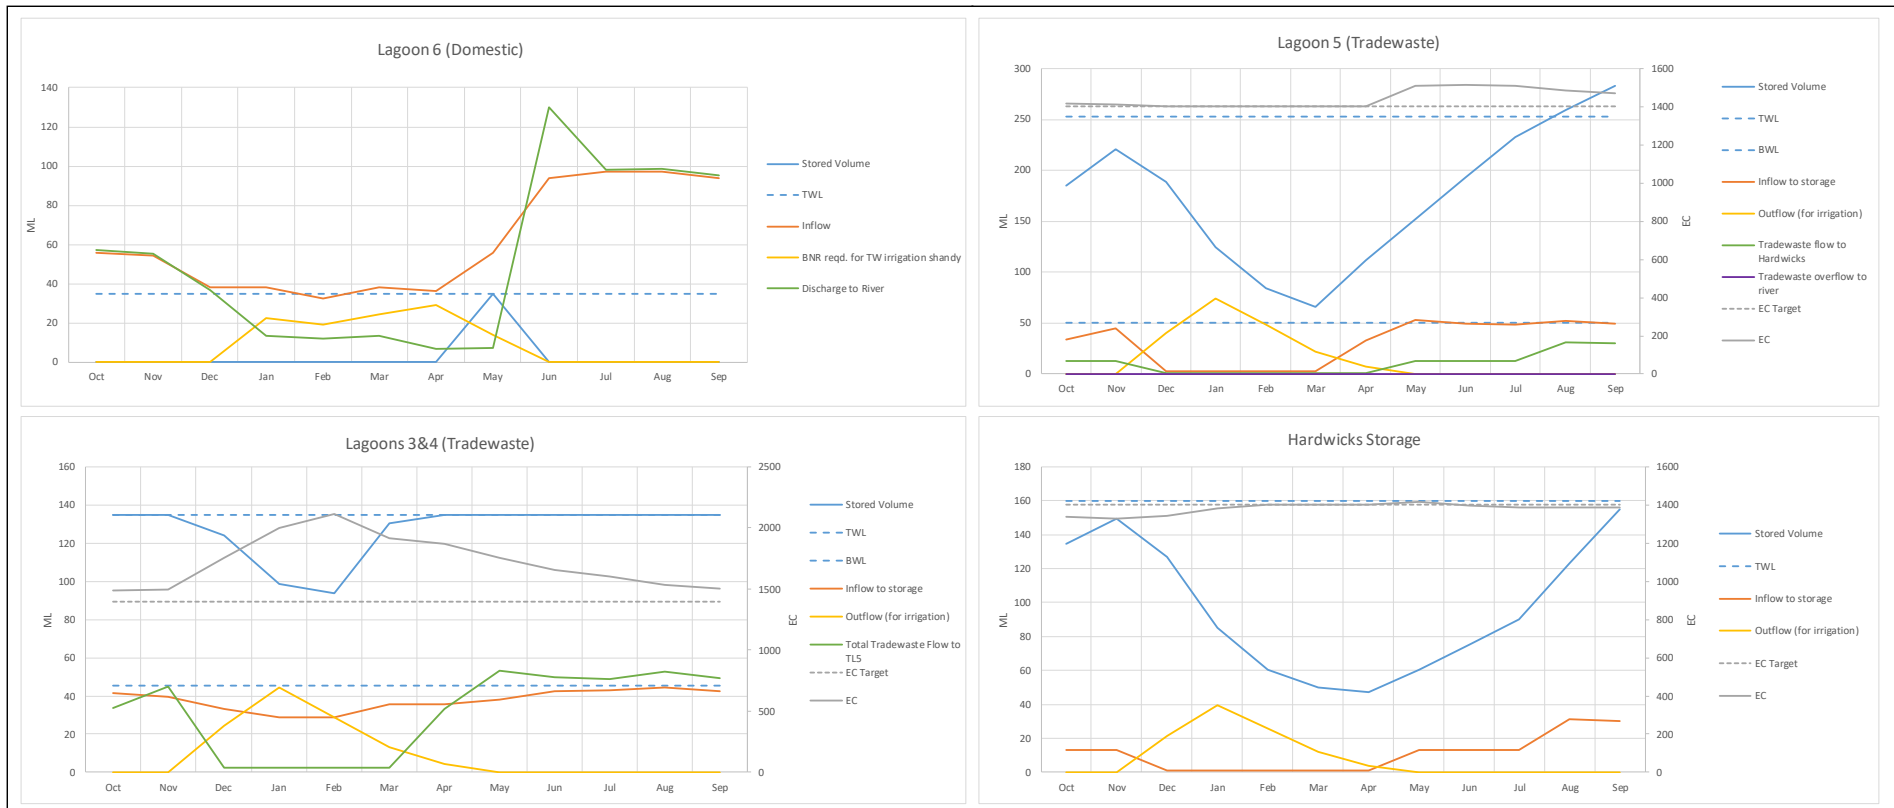 Lagoon 6 (Domestic)
140
120
100
80
60
40
20
0
ML
Oct Nov Dec Jan Feb Mar Apr May Jun Jul Aug Sep
Stored Volume
TWL
Inflow
BNR reqd. for TW irrigation shandy
Discharge to River
Lagoon 5 (Tradewaste)
300
250
200
150
100
50
0
ML
1600
1400
1200
1000
800
600
400
200
0
EC
Oct Nov Dec Jan Feb Mar Apr May Jun Jul Aug Sep
Stored Volume
TWL
BWL
Inflow to storage
Outflow (for irrigation)
Tradewaste flow to
Hardwicks
Tradewaste overflow to
river
EC Target
EC
Lagoons 3&4 (Tradewaste)
160
140
120
100
80
60
40
20
0
ML
2500
2000
1500
1000
500
0
EC
Oct Nov Dec Jan Feb Mar Apr May Jun Jul Aug Sep
Stored Volume
TWL
BWL
Inflow to storage
Outflow (for irrigation)
Total Tradewaste Flow to
TL5
EC Target
EC
Hardwicks Storage
180
160
140
120
100
80
60
40
20
0
ML
1600
1400
1200
1000
800
600
400
200
0
EC
Oct Nov Dec Jan Feb Mar Apr May Jun Jul Aug Sep
Stored Volume
TWL
Inflow to storage
Outflow (for irrigation)
EC Target
EC